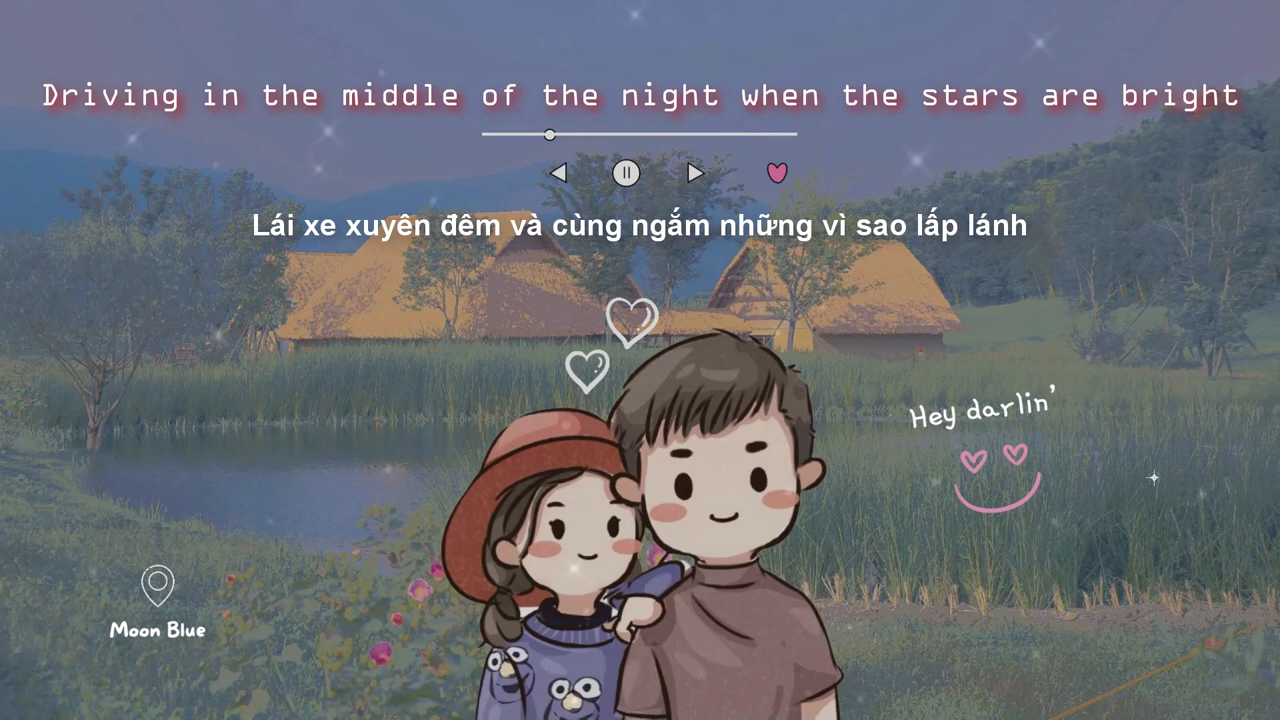 Driving in the middle of the night when the stars are bright
Lái xe xuyên đêm và cùng ngắm những vì sao lấp lánh
Hey darlin'
Moon Blue